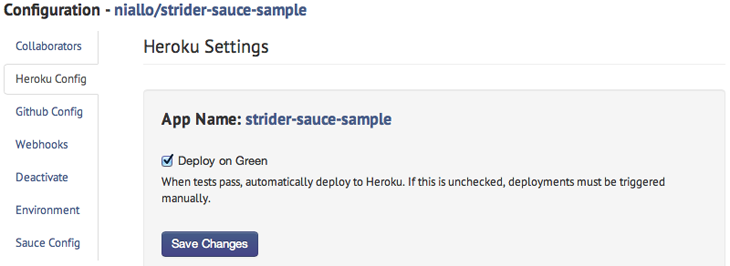 Configuration - niallo/strider-sauce-sample
Collaborators
Heroku Config
Github Config
Webhooks
Deactivate
Environment
Sauce Config
Heroku Settings
App Name: strider-sauce-sample
Deploy on Green
When tests pass, automatically deploy to Heroku. If this is unchecked, deployments must be triggered
manually.
Save Changes